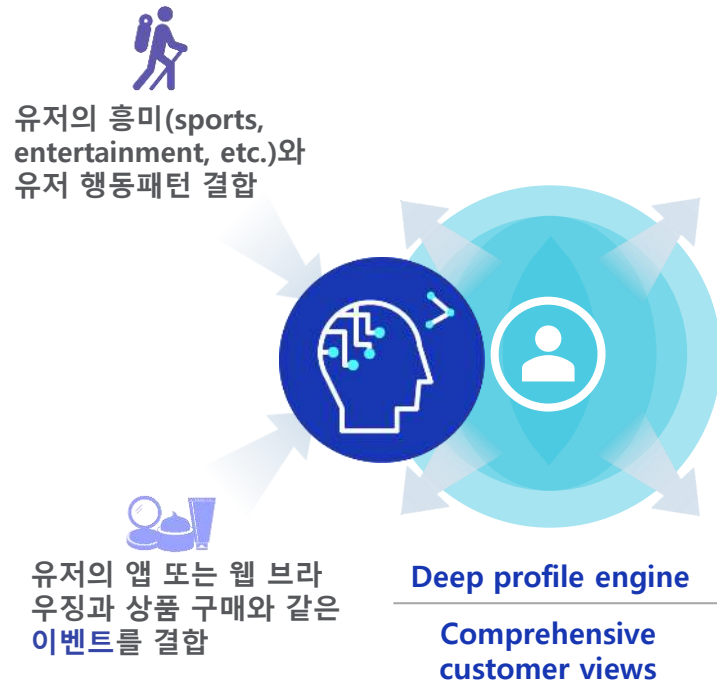 유저의 흥미(sports,
entertainment, etc.)와
유저 행동패턴 결합
유저의 앱 또는 웹 브라
우징과 상품 구매와 같은
이벤트를 결합
Deep profile engine
Comprehensive
customer views